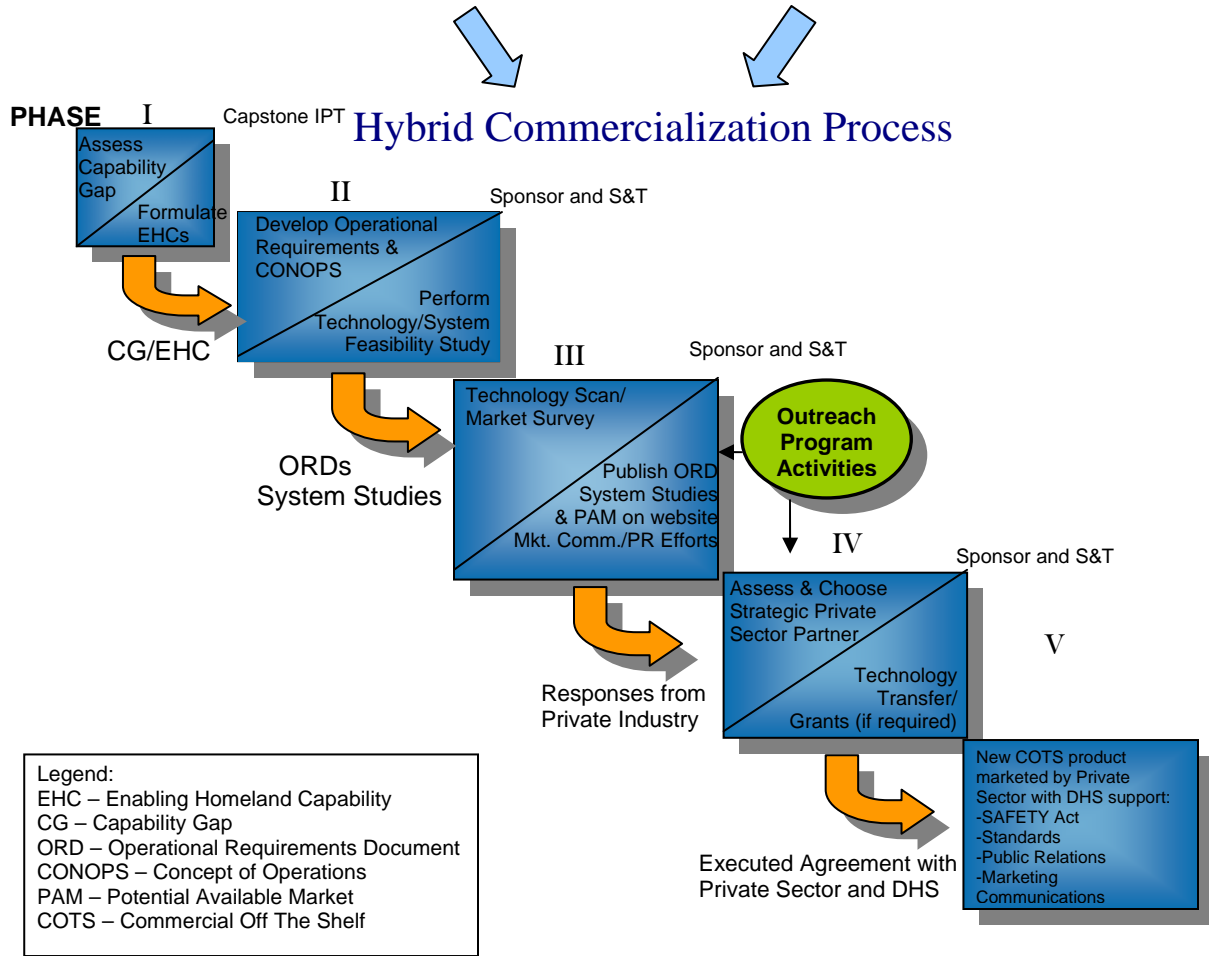 Hybrid Commercialization Process
PHASE
I
Capstone IPT
Assess
Capability
Gap
Formulate
EHCs
CG/EHC
II
Sponsor and S&T
Develop Operational
Requirements &
CONOPS
Perform
Technology/System
Feasibility Study
ORDs
System Studies
III
Sponsor and S&T
Technology Scan/
Market Survey
Publish ORD
System Studies
& PAM on website
Mkt. Comm./PR Efforts
Outreach
Program
Activities
Responses from
Private Industry
IV
Sponsor and S&T
Assess & Choose
Strategic Private
Sector Partner
Technology
Transfer/
Grants (if required)
Executed Agreement with
Private Sector and DHS
V
New COTS product
marketed by Private
Sector with DHS support:
-SAFETY Act
-Standards
-Public Relations
-Marketing
Communications
Legend:
EHC – Enabling Homeland Capability
CG – Capability Gap
ORD – Operational Requirements Document
CONOPS – Concept of Operations
PAM – Potential Available Market
COTS – Commercial Off The Shelf